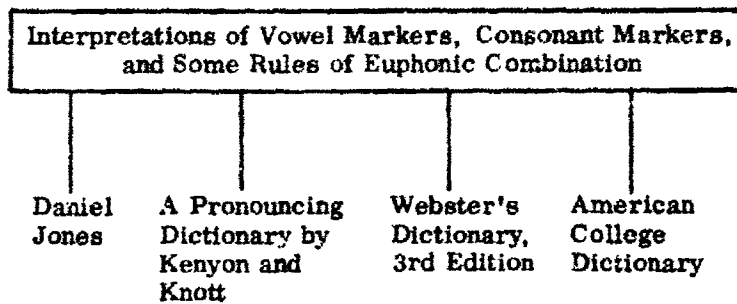 Interpretations of Vowel Markers, Consonant Markers,
and Some Rules of Euphonic Combination
Daniel
Jones
A Pronouncing
Dictionary by
Kenyon and
Knott
Webster's
Dictionary,
3rd Edition
American
College
Dictionary